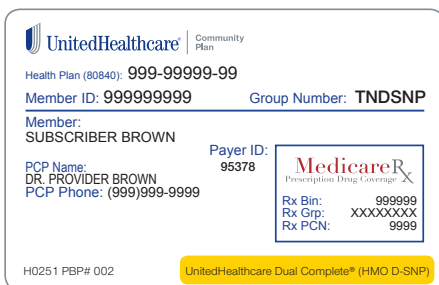 UnitedHealthcare® Community
Plan
Health Plan (80840): 999-99999-99
Member ID: 999999999 Group Number: TNDSNP
Member:
SUBSCRIBER BROWN
Payer ID:
95378
PCP Name:
DR. PROVIDER BROWN
PCP Phone: (999)999-9999
MedicareRx
Prescription Drug Coverage
Rx Bin: 999999
Rx Grp: XXXXXXXX
Rx PCN: 9999
H0251 PBP# 002
UnitedHealthcare Dual Complete® (HMO D-SNP)